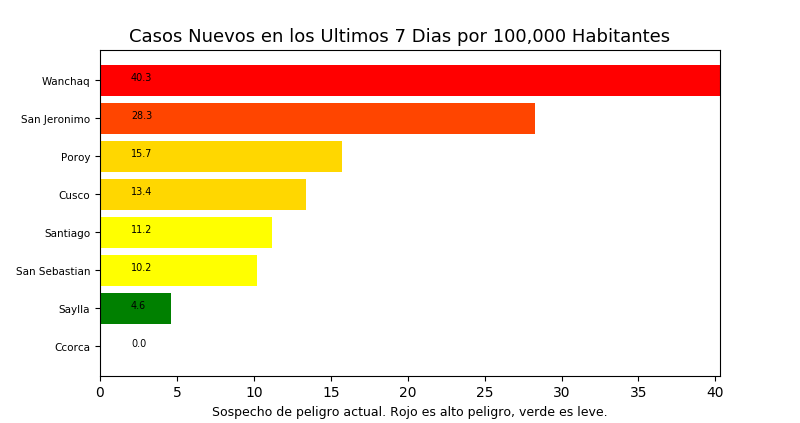 Casos Nuevos en los Ultimos 7 Dias por 100,000 Habitantes
Wanchaq 40.3
San Jeronimo 28.3
Poroy 15.7
Cusco 13.4
Santiago 11.2
San Sebastian 10.2
Saylla 4.6
Ccorca 0.0
0 5 10 15 20 25 30 35 40
Sospecho de peligro actual. Rojo es alto peligro, verde es leve.